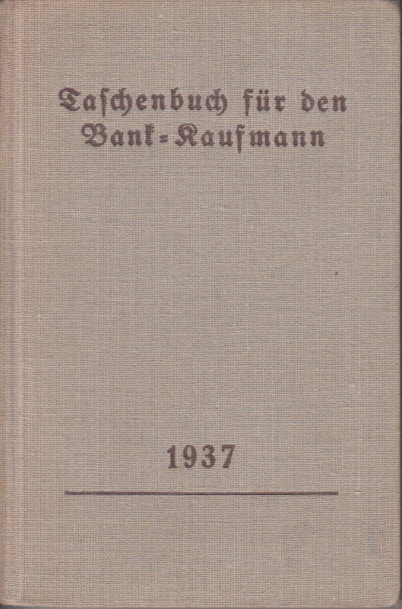 Taschenbuch für den
Bank-Kaufmann
1937